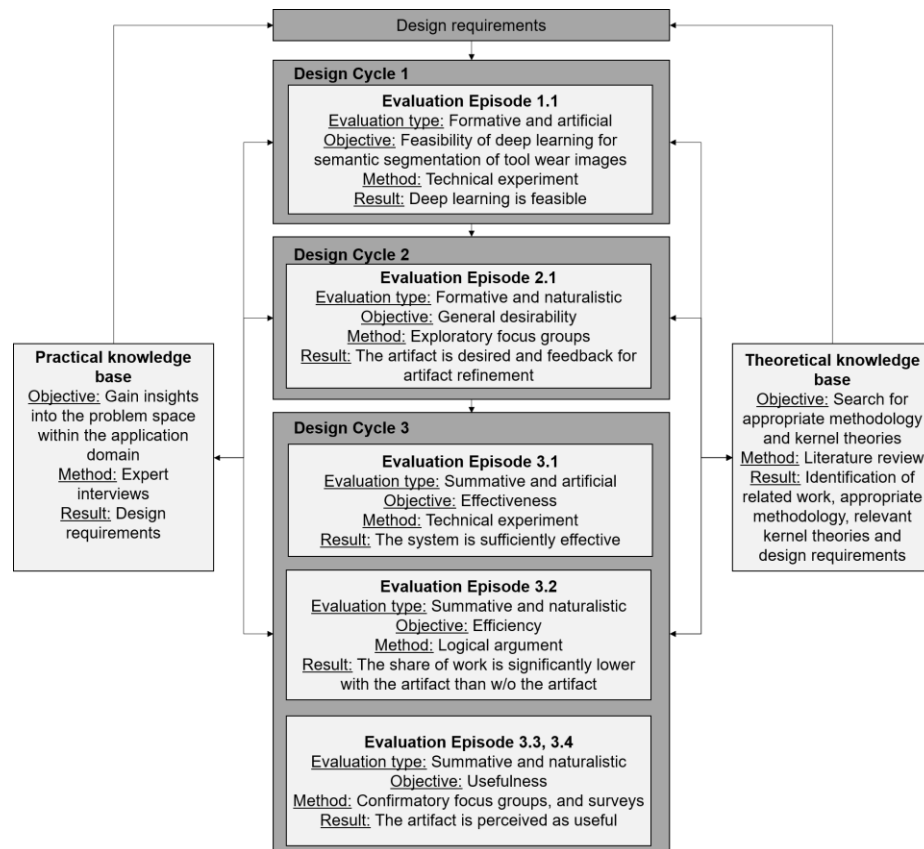 Design requirements
Design Cycle 1
Evaluation Episode 1.1
Evaluation type: Formative and artificial
Objective: Feasibility of deep learning for
semantic segmentation of tool wear images
Method: Technical experiment
Result: Deep learning is feasible
Design Cycle 2
Evaluation Episode 2.1
Evaluation type: Formative and naturalistic
Objective: General desirability
Method: Exploratory focus groups
Result: The artifact is desired and feedback for
artifact refinement
Practical knowledge
base
Objective: Gain insights
into the problem space
within the application
domain
Method: Expert
interviews
Result: Design
requirements
Theoretical knowledge
base
Objective: Search for
appropriate methodology
and kernel theories
Method: Literature review
Result: Identification of
related work, appropriate
methodology, relevant
kernel theories and
design requirements
Design Cycle 3
Evaluation Episode 3.1
Evaluation type: Summative and artificial
Objective: Effectiveness
Method: Technical experiment
Result: The system is sufficiently effective
Evaluation Episode 3.2
Evaluation type: Summative and naturalistic
Objective: Efficiency
Method: Logical argument
Result: The share of work is significantly lower
with the artifact than w/o the artifact
Evaluation Episode 3.3, 3.4
Evaluation type: Summative and naturalistic
Objective: Usefulness
Method: Confirmatory focus groups, and surveys
Result: The artifact is perceived as useful